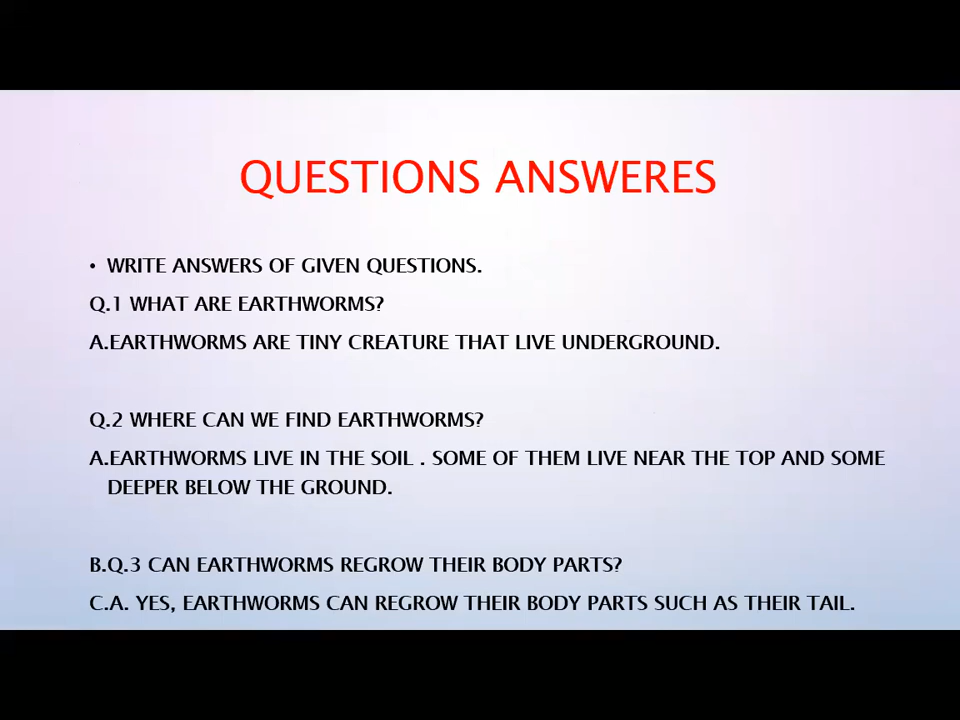 QUESTIONS ANSWERES
• WRITE ANSWERS OF GIVEN QUESTIONS.
Q.1 WHAT ARE EARTHWORMS?
A.EARTHWORMS ARE TINY CREATURE THAT LIVE UNDERGROUND.
Q.2 WHERE CAN WE FIND EARTHWORMS?
A.EARTHWORMS LIVE IN THE SOIL . SOME OF THEM LIVE NEAR THE TOP AND SOME
DEEPER BELOW THE GROUND.
B.Q.3 CAN EARTHWORMS REGROW THEIR BODY PARTS?
C.A. YES, EARTHWORMS CAN REGROW THEIR BODY PARTS SUCH AS THEIR TAIL.